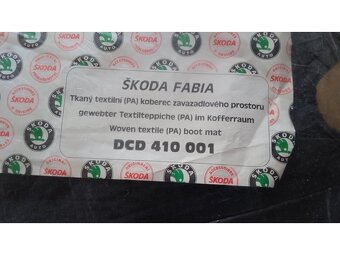 ŠKODA FABIA
Tkaný textilní (PA) koberec zavazadlového prostoru
gewebter Textilteppiche (PA) im Kofferraum
Woven textile (PA) boot mat
DCD 410 001